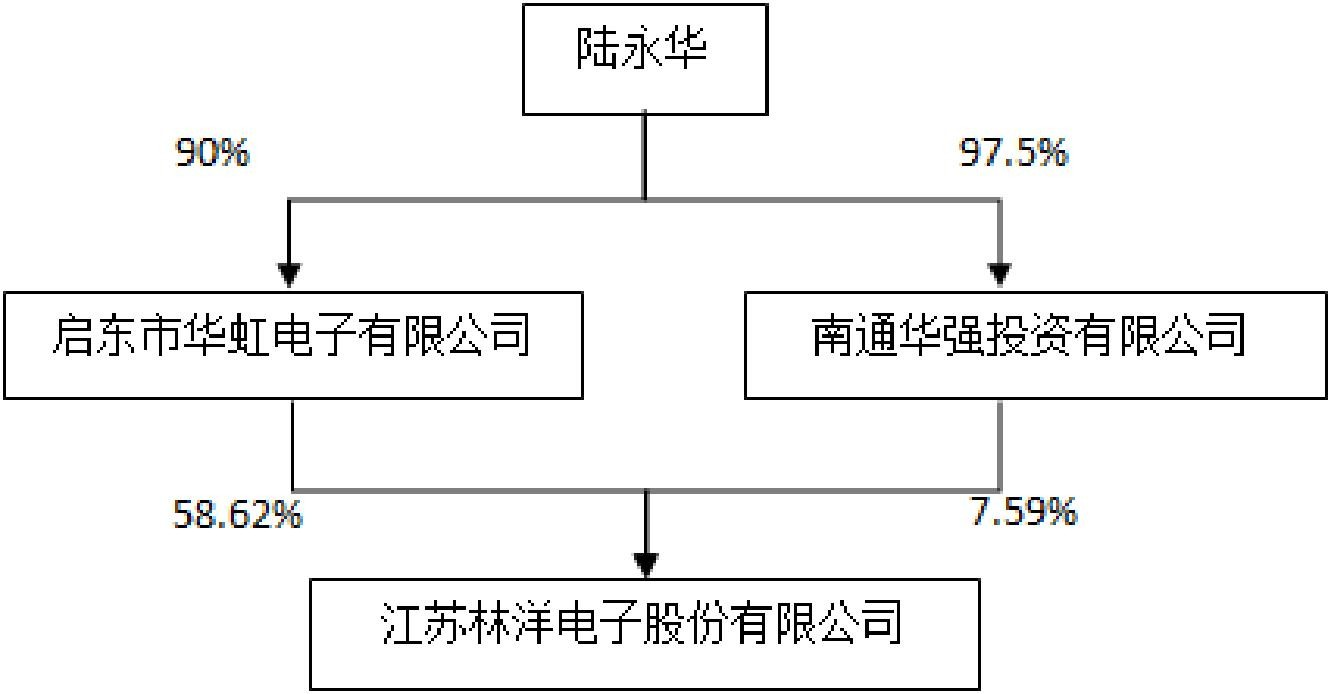 陆永华
90%
97.5%
启东市华虹电子有限公司
南通华强投资有限公司
58.62%
7.59%
江苏林洋电子股份有限公司